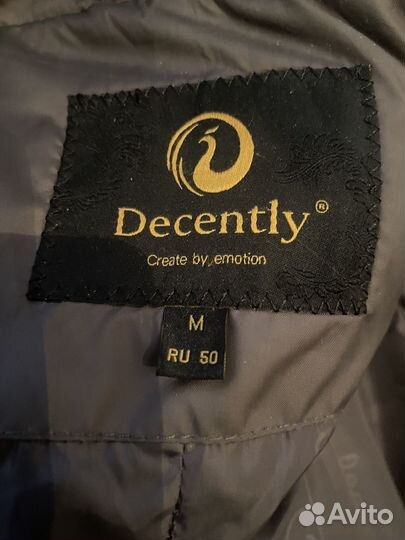 Decently®
Create by emotion
M
RU 50
Avito